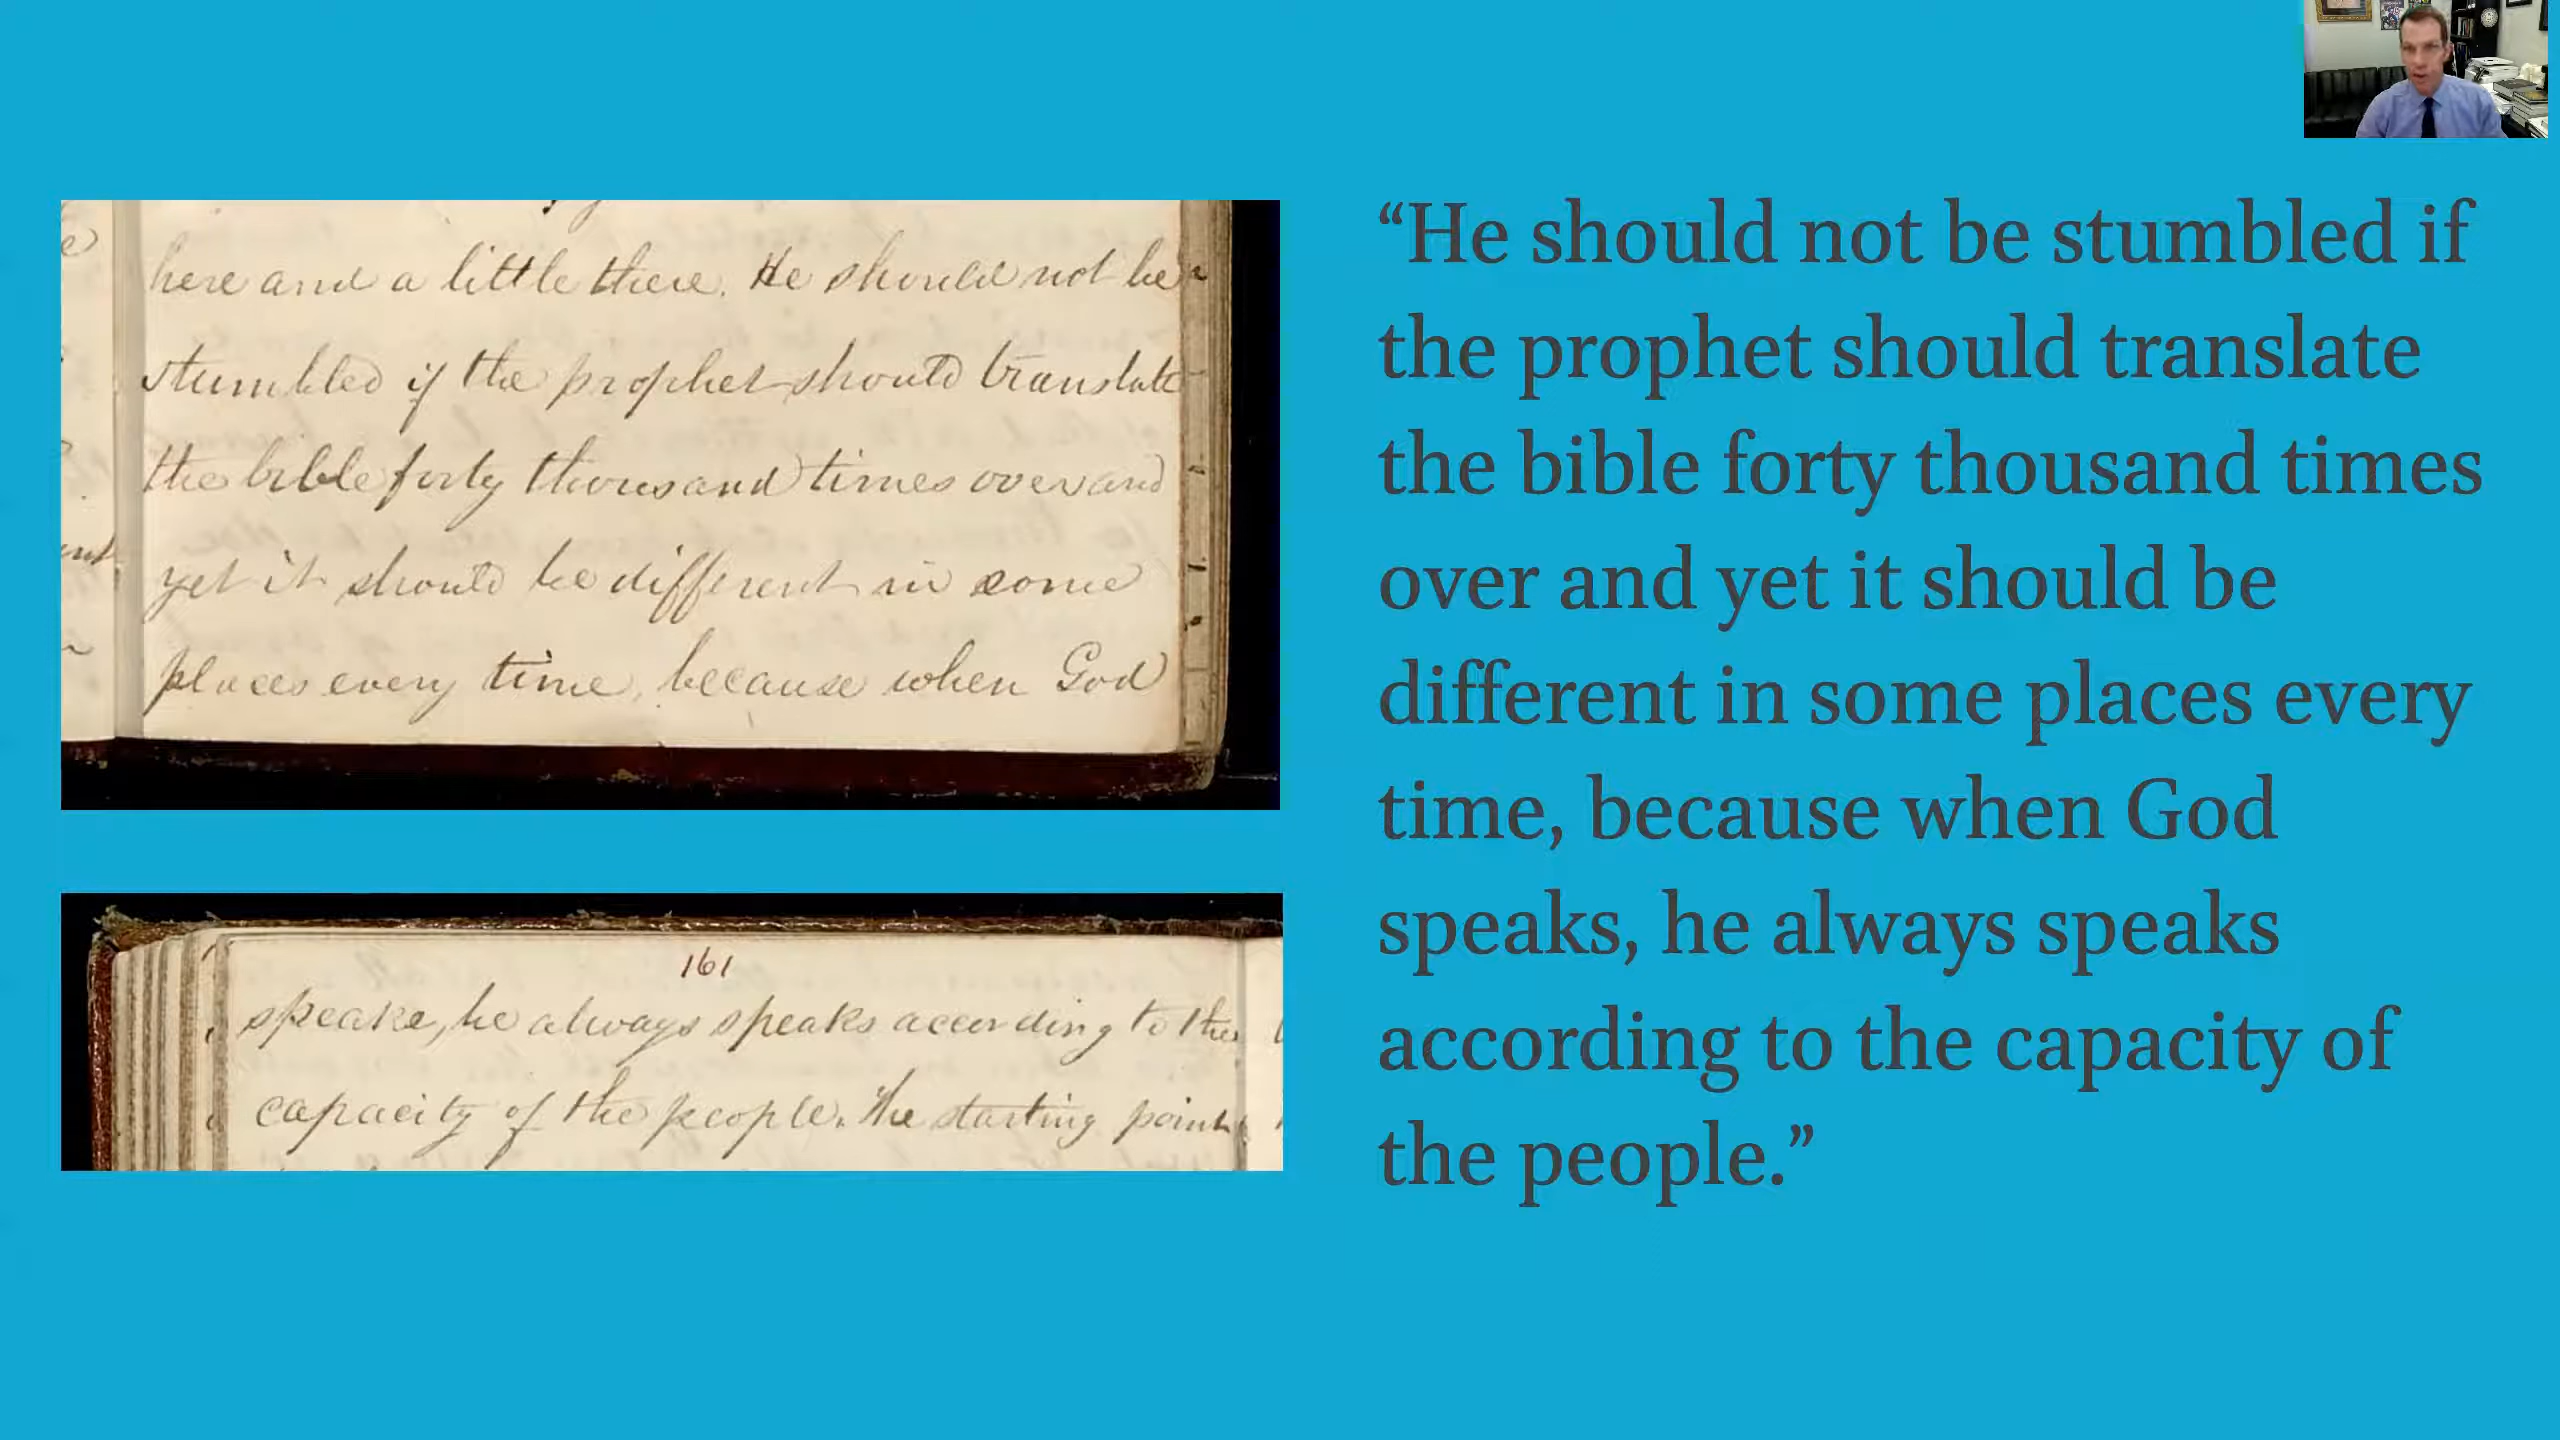 here and a little there. He should not be
stumbled if the prophet should translate
the bible forty thousand times over and
yet it should be different in some
places every time, because when God
161
speaks, he always speaks according to the
capacity of the people. The starting point
“He should not be stumbled if
the prophet should translate
the bible forty thousand times
over and yet it should be
different in some places every
time, because when God
speaks, he always speaks
according to the capacity of
the people.”